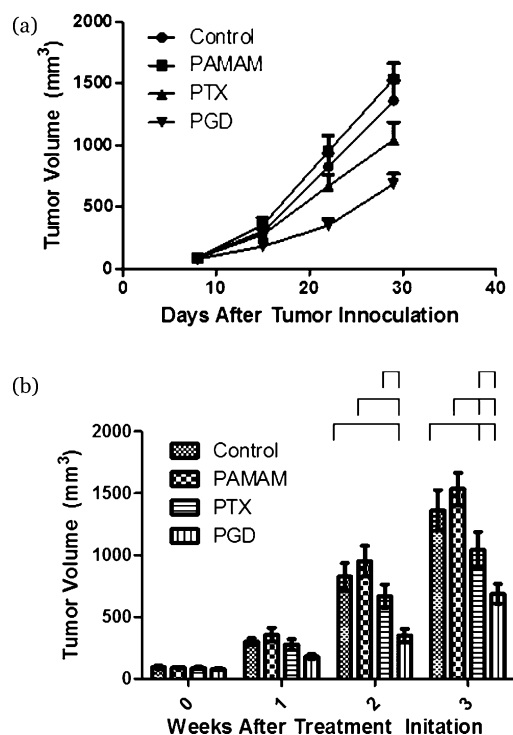 (a)
2000
1500
1000
500
0
Tumor Volume (mm³)
Control
PAMAM
PTX
PGD
0 10 20 30 40
Days After Tumor Innoculation
(b)
2000
1500
1000
500
0
Tumor Volume (mm³)
Control
PAMAM
PTX
PGD
0 1 2 3
Weeks After Treatment Initation